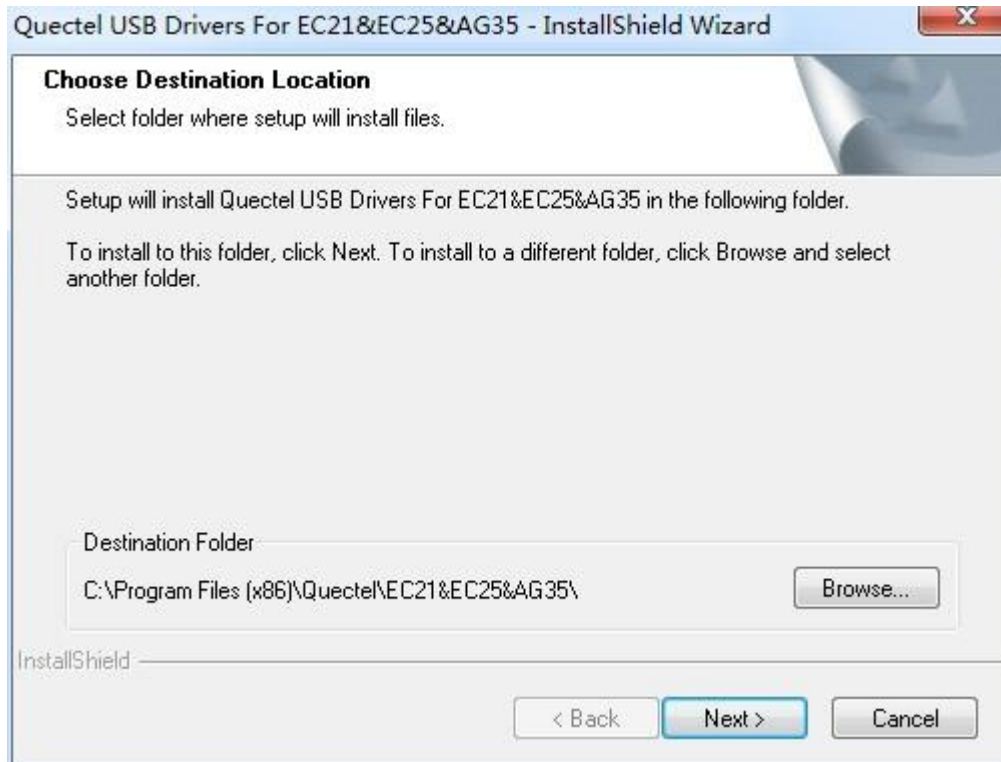 Quectel USB Drivers For EC21&EC25&AG35 - InstallShield Wizard
Choose Destination Location
Select folder where setup will install files.
Setup will install Quectel USB Drivers For EC21&EC25&AG35 in the following folder.
To install to this folder, click Next. To install to a different folder, click Browse and select
another folder.
Destination Folder
C:\Program Files (x86)\Quectel\EC21&EC25&AG35\
Browse...
InstallShield
< Back
Next >
Cancel